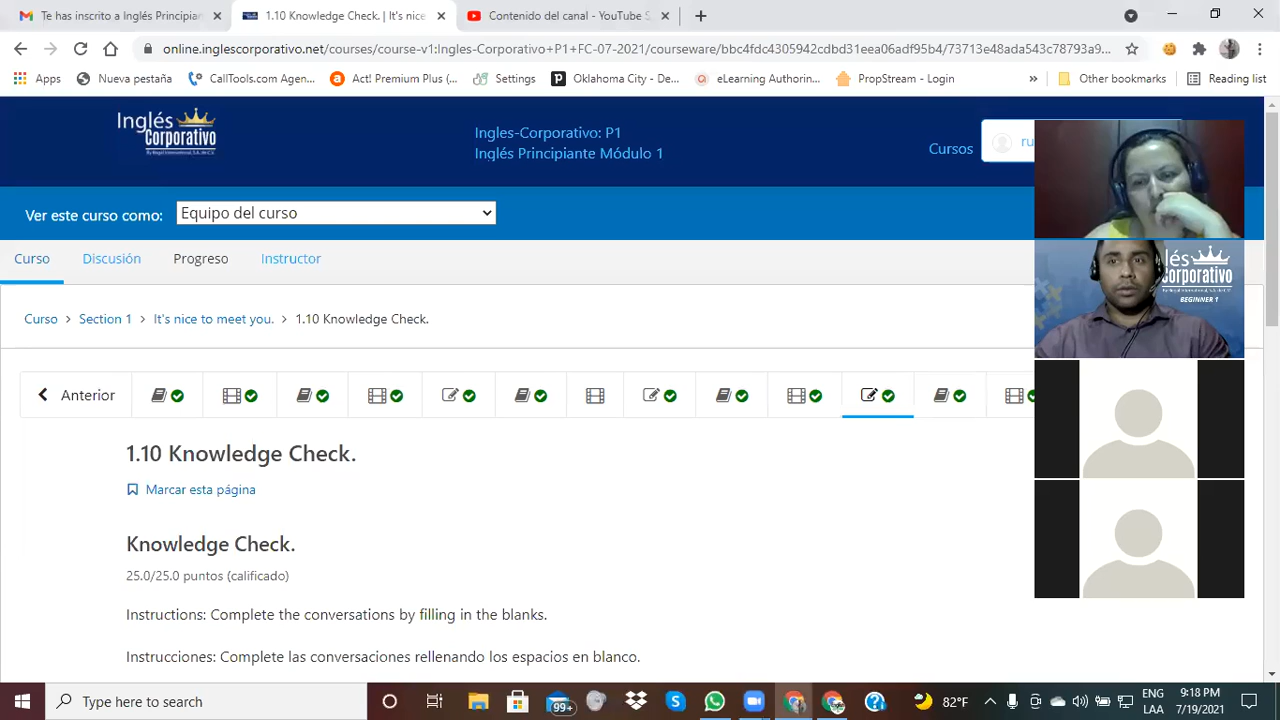 Te has inscrito a Inglés Principian
1.10 Knowledge Check. | It's nice
Contenido del canal - YouTube S
online.inglescorporativo.net/courses/course-v1:Ingles-Corporativo+P1+FC-07-2021/courseware/bbc4fdc4305942cdbd31eea06adf95b4/73713e48ada543c78793a9...
Apps
Nueva pestaña
CallTools.com Agen...
Act! Premium Plus (...
Settings
Oklahoma City - De...
eLearning Authorin...
PropStream - Login
»
Other bookmarks
Reading list
Inglés
Corporativo
Ingles-Corporativo: P1
Inglés Principiante Módulo 1
Cursos
ru
Ver este curso como:
Equipo del curso
Curso
Discusión
Progreso
Instructor
lés
Corporativo
BEGINNER 1
Curso > Section 1 > It's nice to meet you. > 1.10 Knowledge Check.
Anterior
1.10 Knowledge Check.
Marcar esta página
Knowledge Check.
25.0/25.0 puntos (calificado)
Instructions: Complete the conversations by filling in the blanks.
Instrucciones: Complete las conversaciones rellenando los espacios en blanco.
Type here to search
99+
82°F
ENG
LAA
9:18 PM
7/19/2021